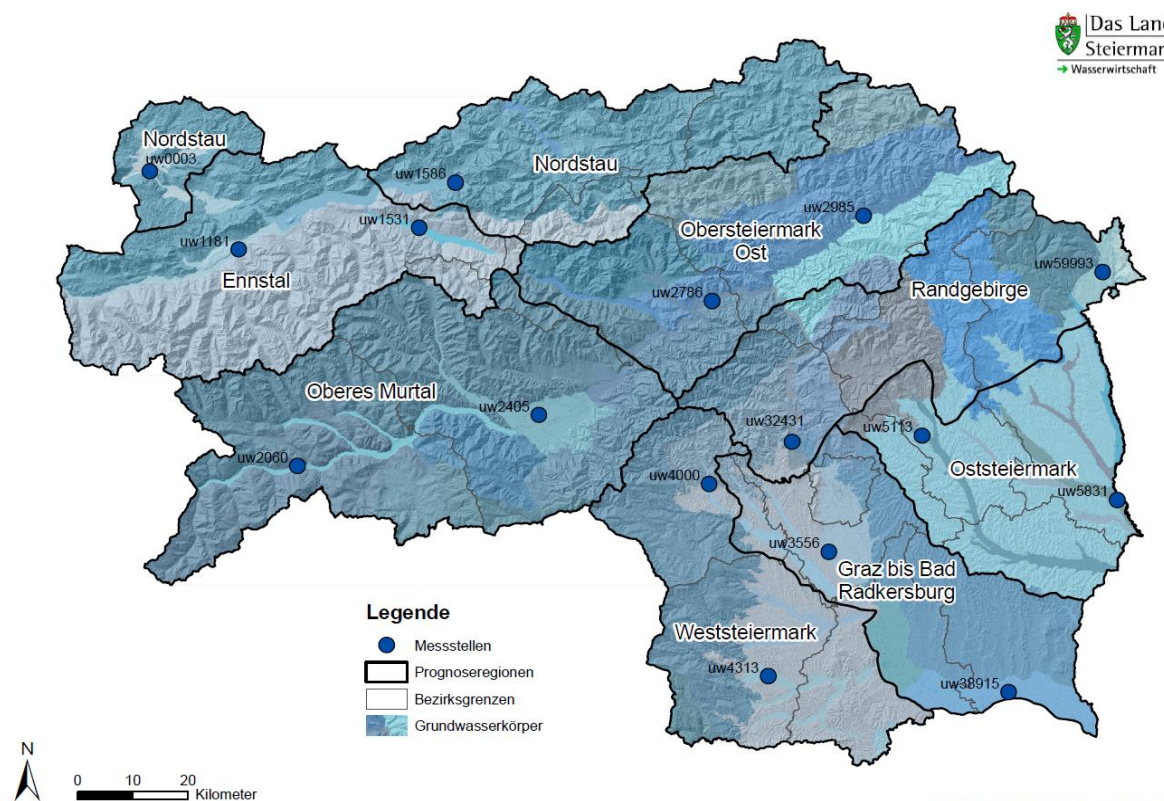 Das Lan
Steiermar
→ Wasserwirtschaft
Nordstau
uw0003
uw1586
Nordstau
uw1531
uw2985
uw1181
Obersteiermark
Ost
Ennstal
uw59993
uw2786
Randgebirge
Oberes Murtal
uw2405
uw32431
uw5113
uw2060
uw4000
Oststeiermark
uw5831
uw3556
Graz bis Bad
Radkersburg
Legende
Messstellen
Weststeiermark
Prognoseregionen
uw4313
Bezirksgrenzen
uw38915
Grundwasserkörper
N
0 10 20
Kilometer